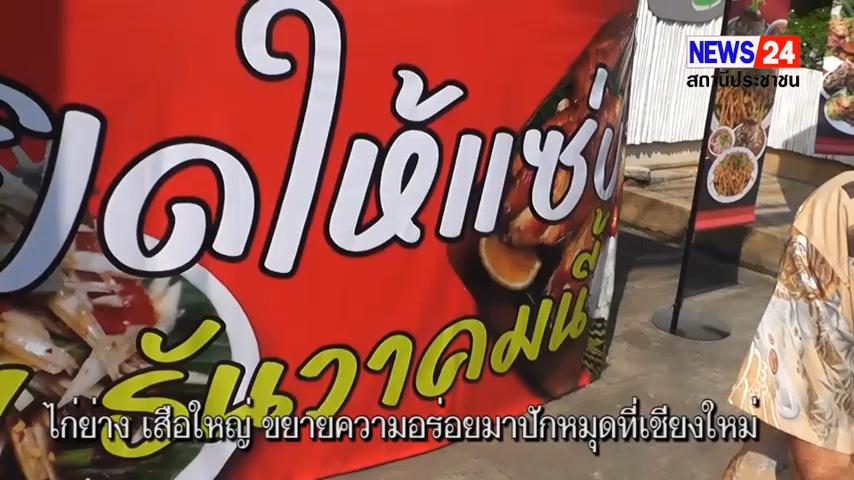 NEWS 24
สถานีประชาชน
ปิดให้แซ่บ
ธันวาคมนี้
ไก่ย่าง เสือใหญ่ ขยายความอร่อยมาปักหมุดที่เชียงใหม่